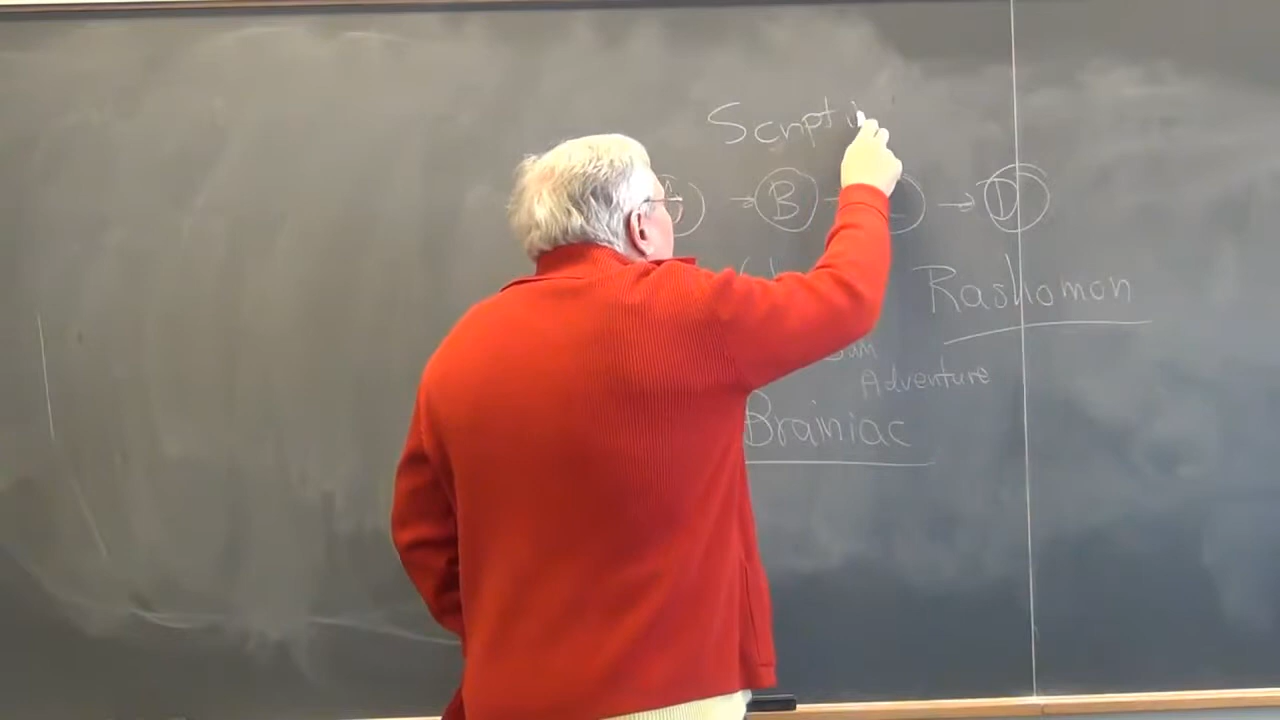 Script
A → B → D
Rashomon
Adventure
Brainiac